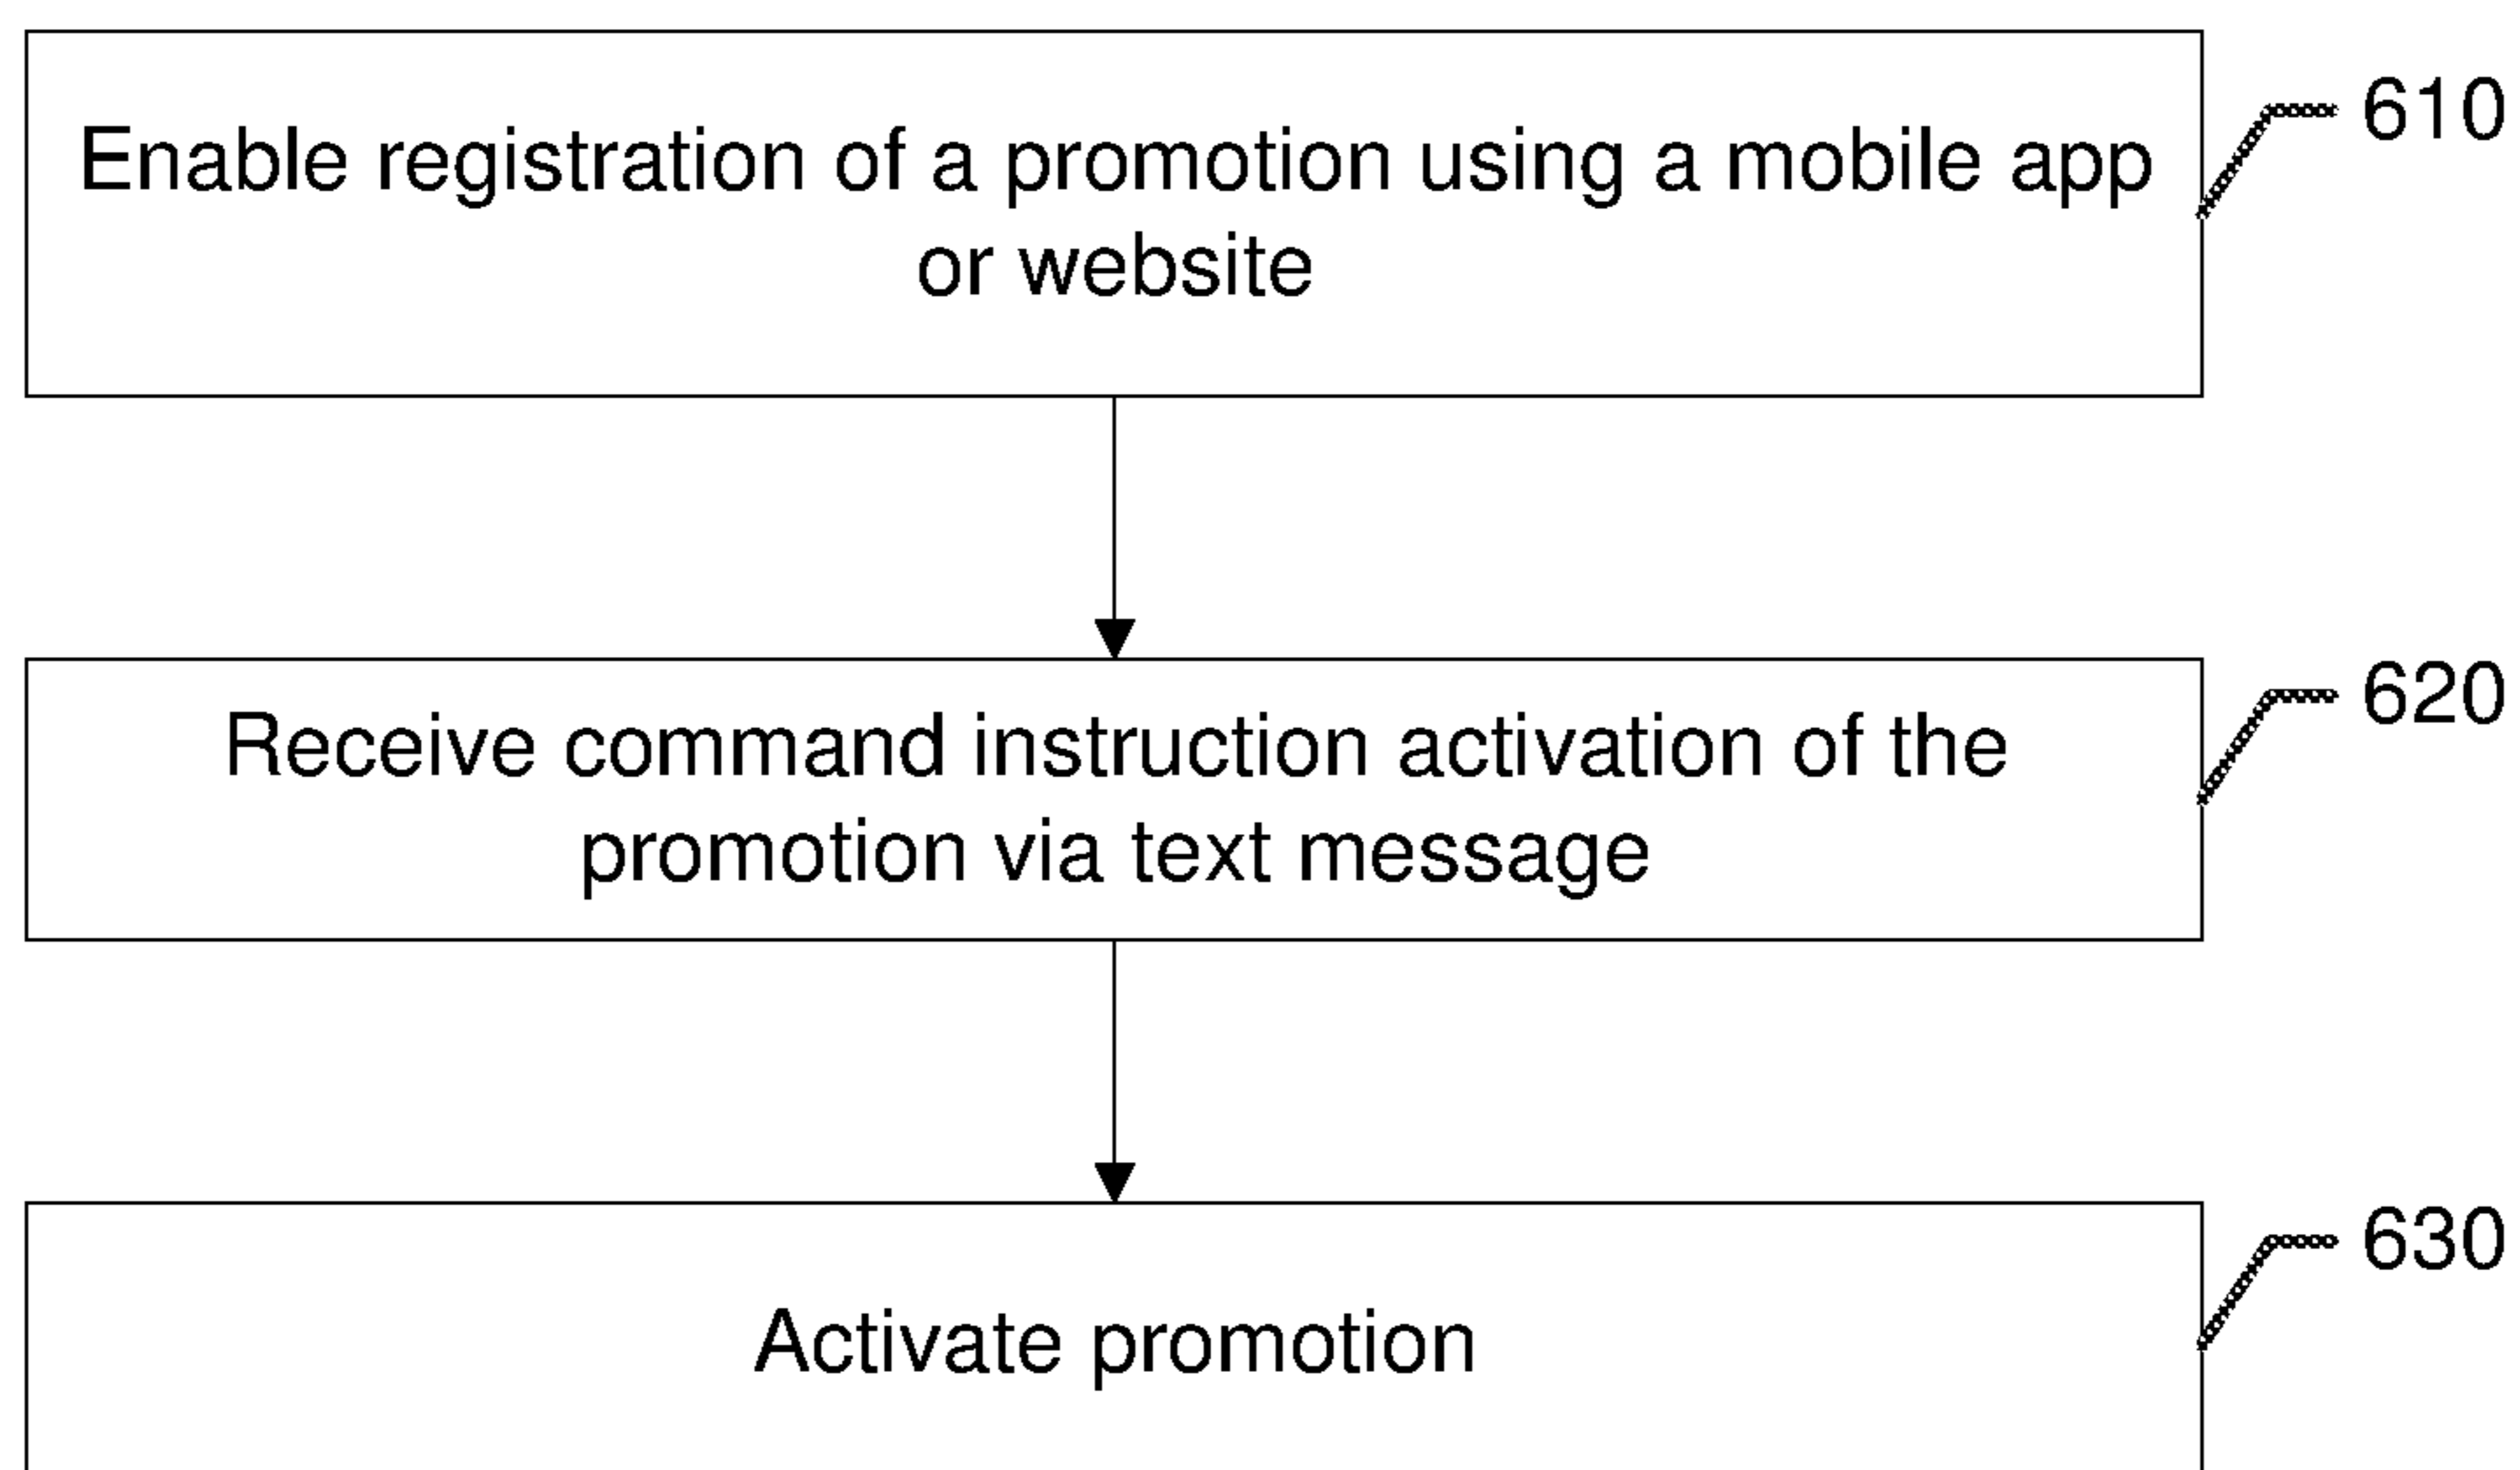 Enable registration of a promotion using a mobile app
or website
610
Receive command instruction activation of the
promotion via text message
620
Activate promotion
630